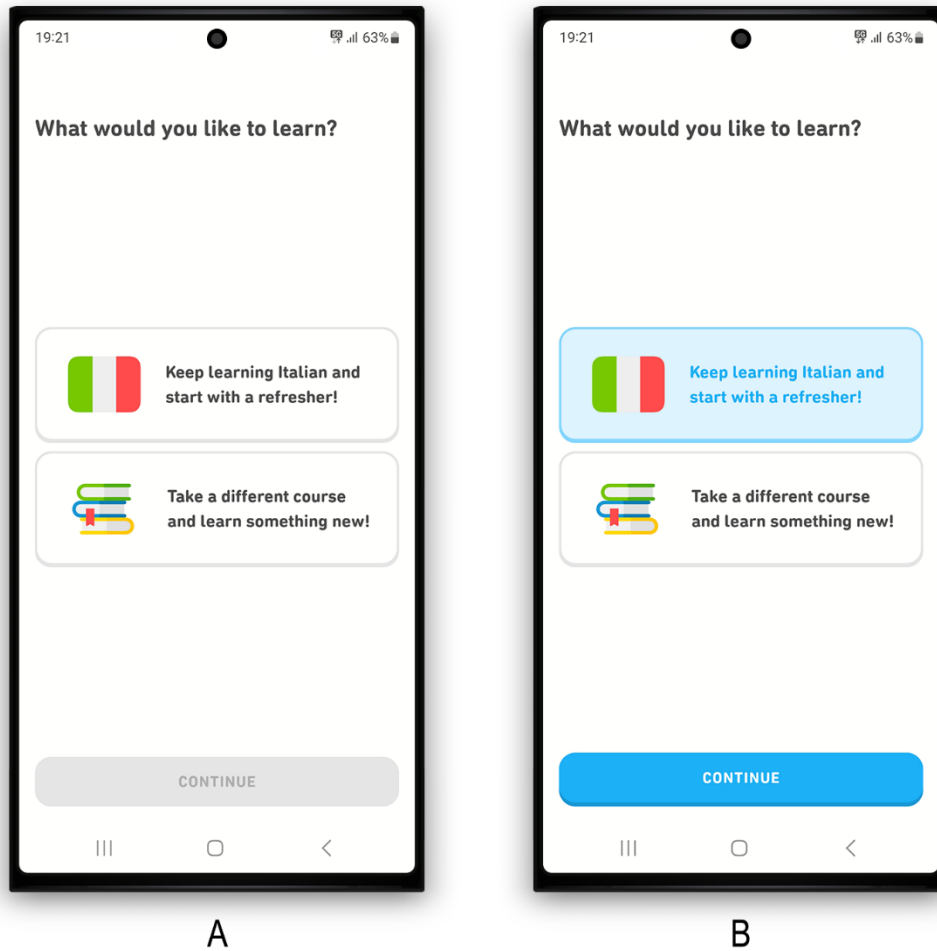 19:21
5G
63%
What would you like to learn?
Keep learning Italian and
start with a refresher!
Take a different course
and learn something new!
CONTINUE
A
19:21
5G
63%
What would you like to learn?
Keep learning Italian and
start with a refresher!
Take a different course
and learn something new!
CONTINUE
B